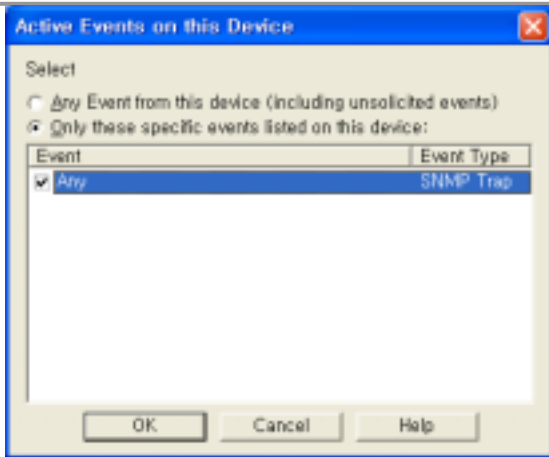 Active Events on this Device
Select
Any Event from this device (including unsolicited events)
Only these specific events listed on this device:
Event Event Type
Any SNMP Trap
OK Cancel Help